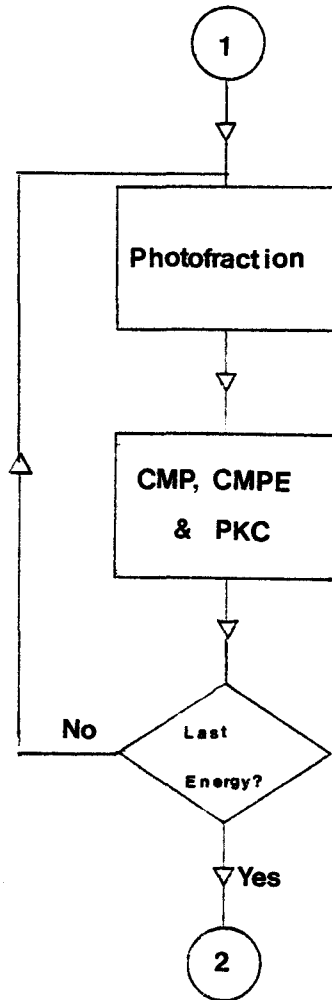 1
Photofraction
CMP, CMPE
& PKC
No
Last
Energy?
Yes
2